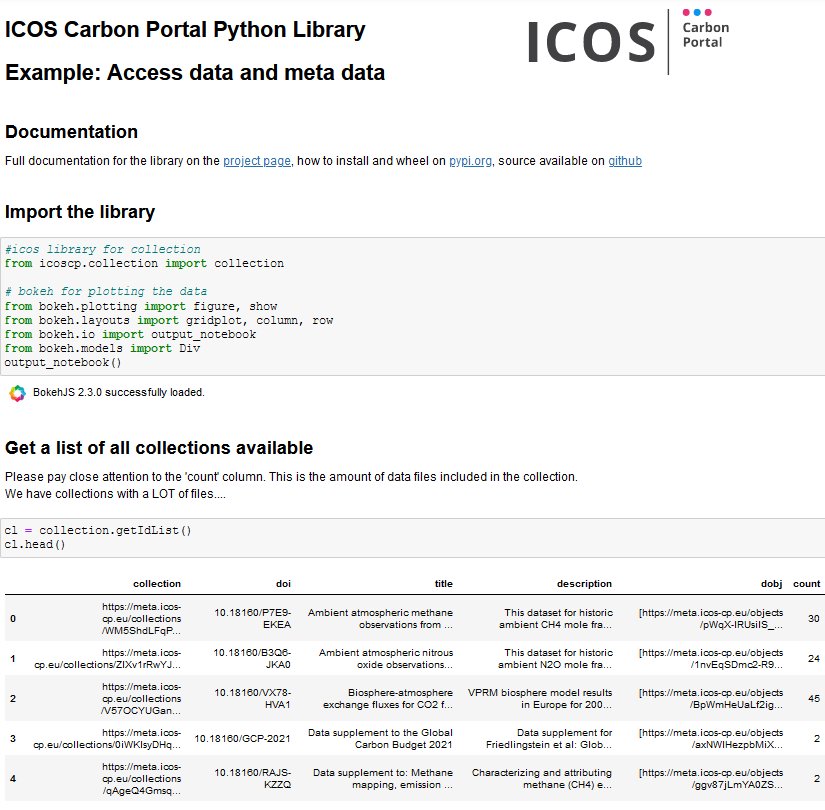 ICOS Carbon Portal Python Library
ICOS
Carbon
Portal
Example: Access data and meta data
Documentation
Full documentation for the library on the project page, how to install and wheel on pypi.org, source available on github
Import the library
#icos library for collection
from icoscp.collection import collection
# bokeh for plotting the data
from bokeh.plotting import figure, show
from bokeh.layouts import gridplot, column, row
from bokeh.io import output_notebook
from bokeh.models import Div
output_notebook()
BokehJS 2.3.0 successfully loaded.
Get a list of all collections available
Please pay close attention to the 'count' column. This is the amount of data files included in the collection.
We have collections with a LOT of files....
cl = collection.getIdList()
cl.head()
collection doi title description dobj count
0 https://meta.icos-cp.eu/collections/WM5ShdLFqP... 10.18160/P7E9-EKEA Ambient atmospheric methane observations from ... This dataset for historic ambient CH4 mole fra... [https://meta.icos-cp.eu/objects/pWqX-IRUsiIS_... 30
1 https://meta.icos-cp.eu/collections/ZIXv1rRwYJ... 10.18160/B3Q6-JKA0 Ambient atmospheric nitrous oxide observations... This dataset for historic ambient N2O mole fra... [https://meta.icos-cp.eu/objects/1nvEqSDmc2-R9... 24
2 https://meta.icos-cp.eu/collections/V57OCYUGan... 10.18160/VX78-HVA1 Biosphere-atmosphere exchange fluxes for CO2 f... VPRM biosphere model results in Europe for 200... [https://meta.icos-cp.eu/objects/BpWmHeUaLf2ig... 45
3 https://meta.icos-cp.eu/collections/0iWKIsyDHq... 10.18160/GCP-2021 Data supplement to the Global Carbon Budget 2021 Data supplement for Friedlingstein et al: Glob... [https://meta.icos-cp.eu/objects/axNWIHezpbMiX... 2
4 https://meta.icos-cp.eu/collections/qAgeQ4Gmsq... 10.18160/RAJS-KZZQ Data supplement to: Methane mapping, emission ... Characterizing and attributing methane (CH4) e... [https://meta.icos-cp.eu/objects/ggv87jLmYA0ZS... 2